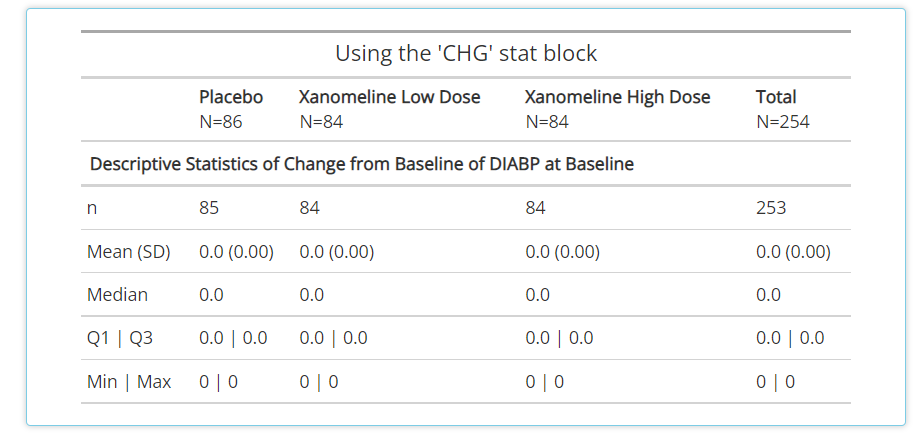 Using the 'CHG' stat block
Placebo Xanomeline Low Dose Xanomeline High Dose Total
N=86 N=84 N=84 N=254
Descriptive Statistics of Change from Baseline of DIABP at Baseline
n 85 84 84 253
Mean (SD) 0.0 (0.00) 0.0 (0.00) 0.0 (0.00) 0.0 (0.00)
Median 0.0 0.0 0.0 0.0
Q1 | Q3 0.0 | 0.0 0.0 | 0.0 0.0 | 0.0 0.0 | 0.0
Min | Max 0 | 0 0 | 0 0 | 0 0 | 0